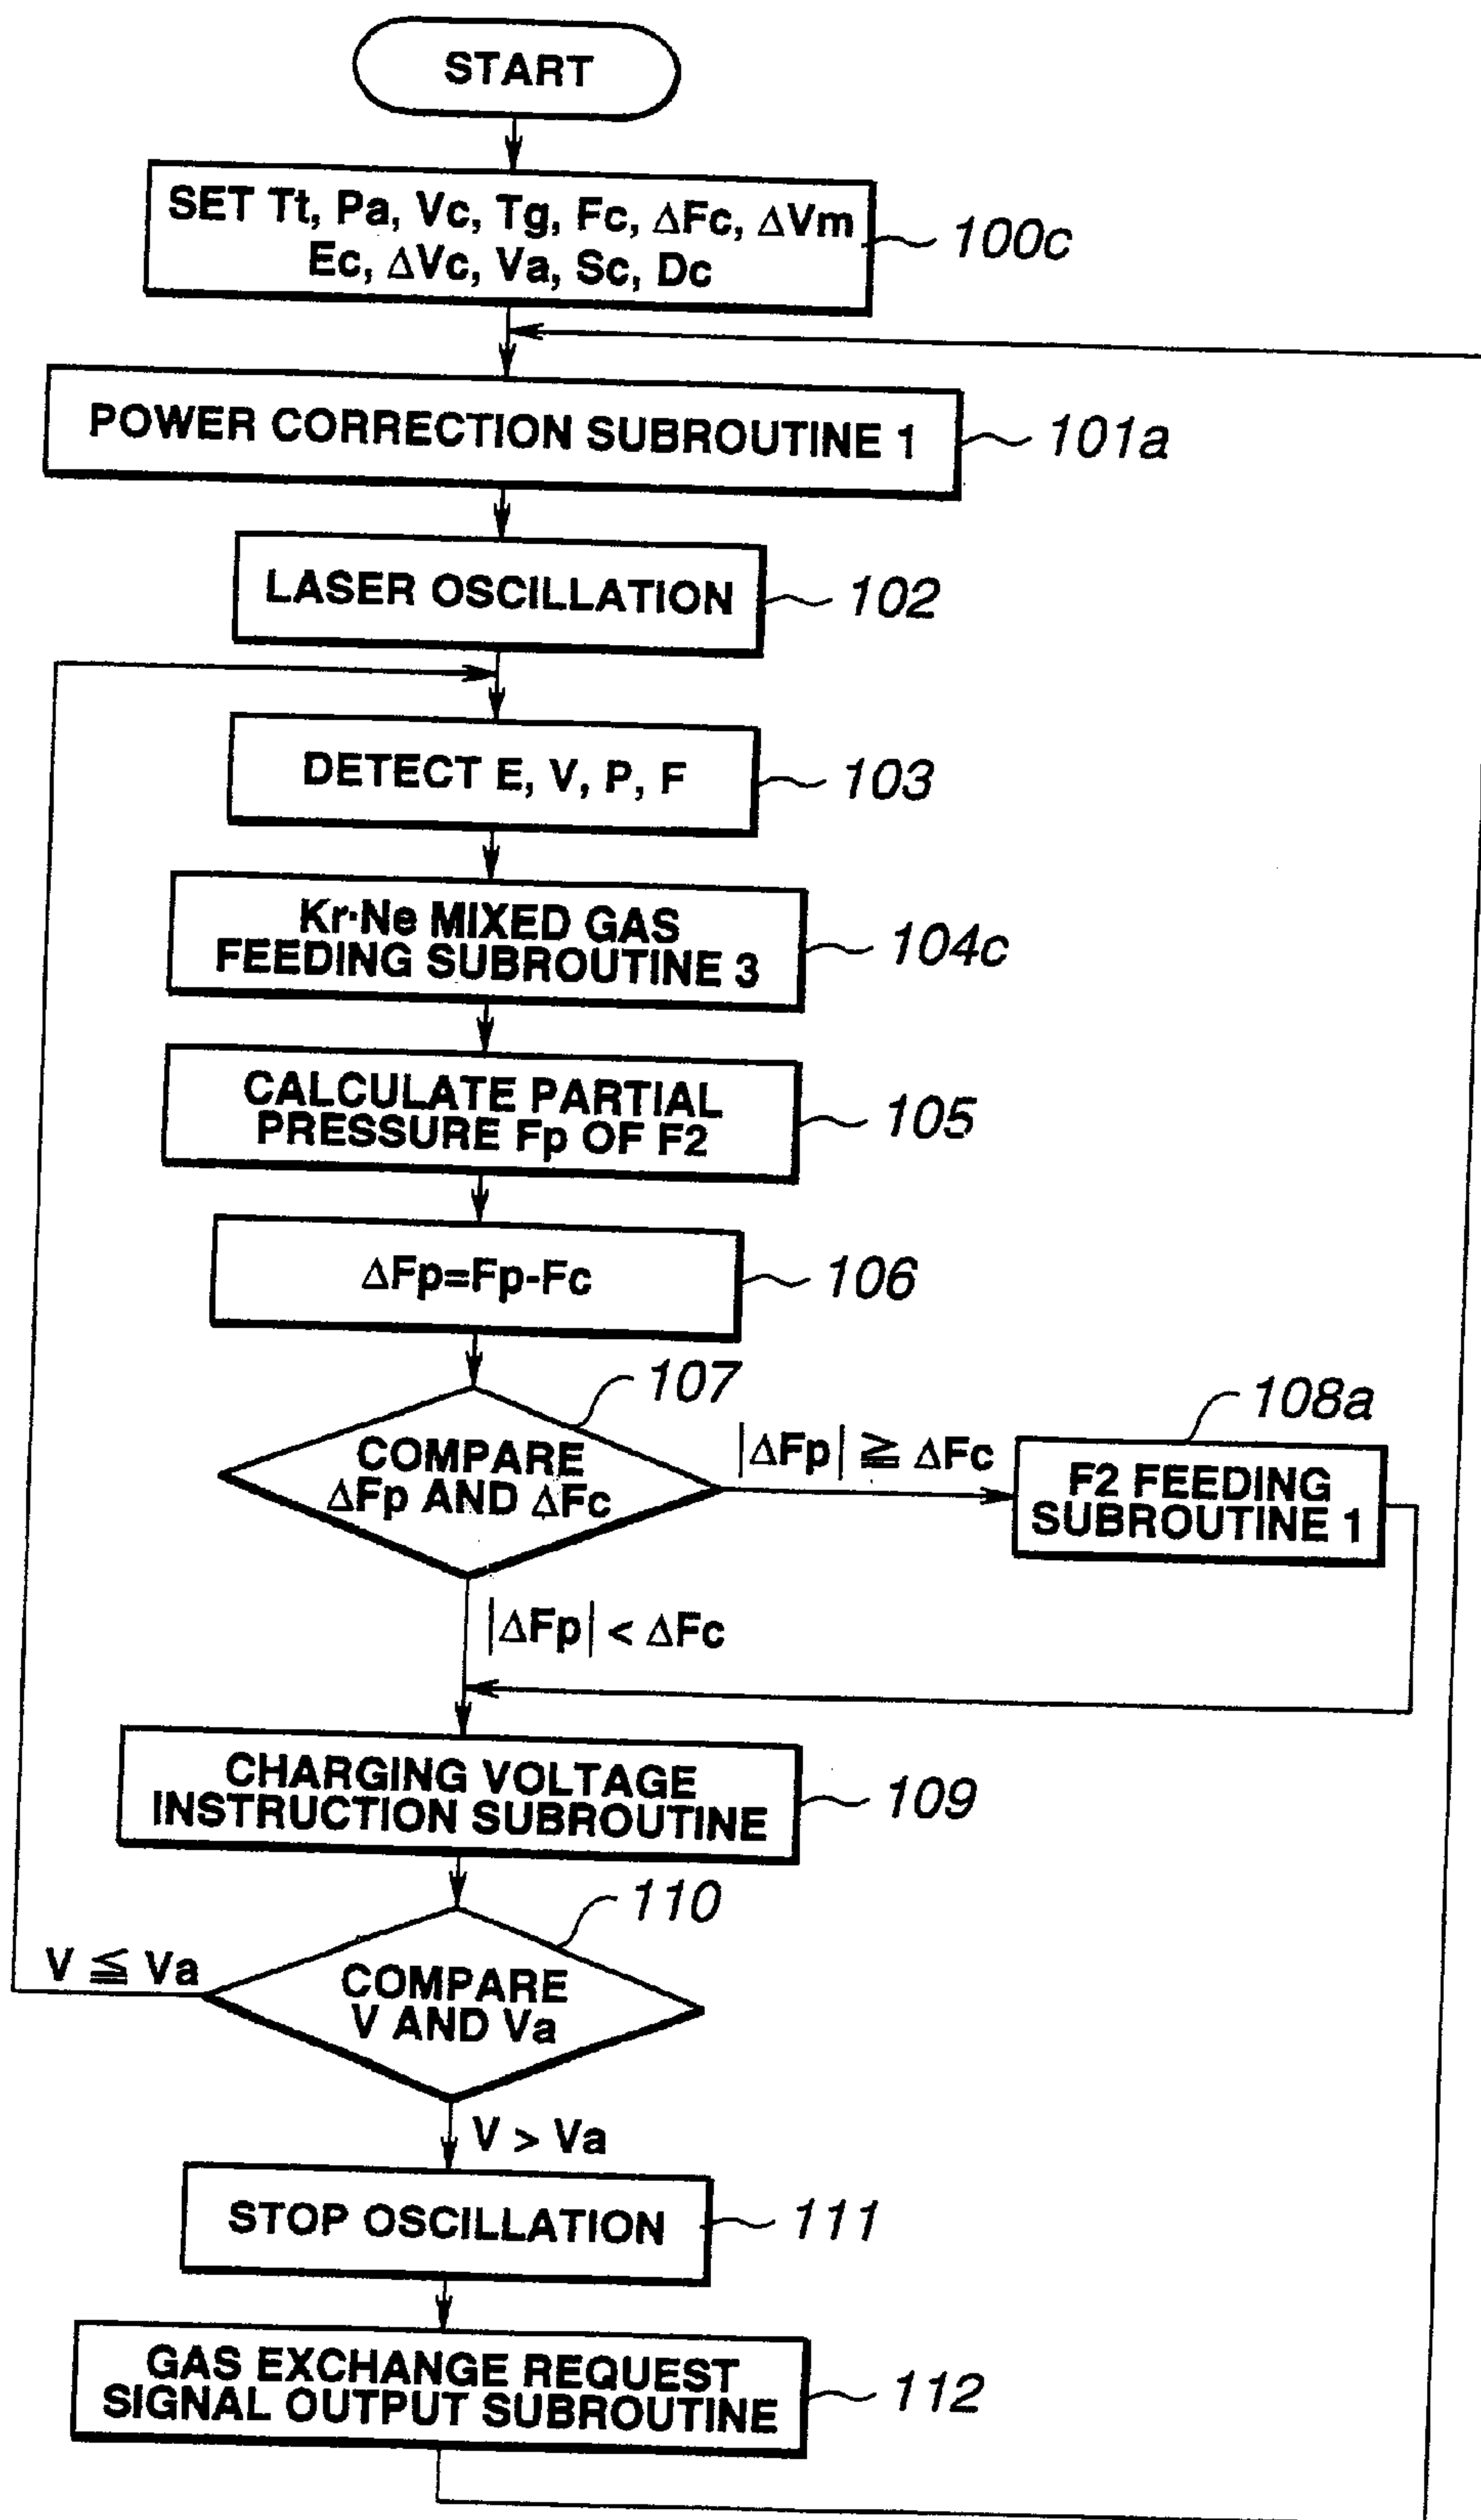 START
SET Tt, Pa, Vc, Tg, Fc, ΔFc, ΔVm
Ec, ΔVc, Va, Sc, Dc
100c
POWER CORRECTION SUBROUTINE 1
101a
LASER OSCILLATION
102
DETECT E, V, P, F
103
Kr·Ne MIXED GAS
FEEDING SUBROUTINE 3
104c
CALCULATE PARTIAL
PRESSURE Fp OF F2
105
ΔFp=Fp-Fc
106
107
COMPARE
ΔFp AND ΔFc
|ΔFp| ≧ ΔFc
108a
F2 FEEDING
SUBROUTINE 1
|ΔFp| < ΔFc
CHARGING VOLTAGE
INSTRUCTION SUBROUTINE
109
110
V ≦ Va
COMPARE
V AND Va
V > Va
STOP OSCILLATION
111
GAS EXCHANGE REQUEST
SIGNAL OUTPUT SUBROUTINE
112